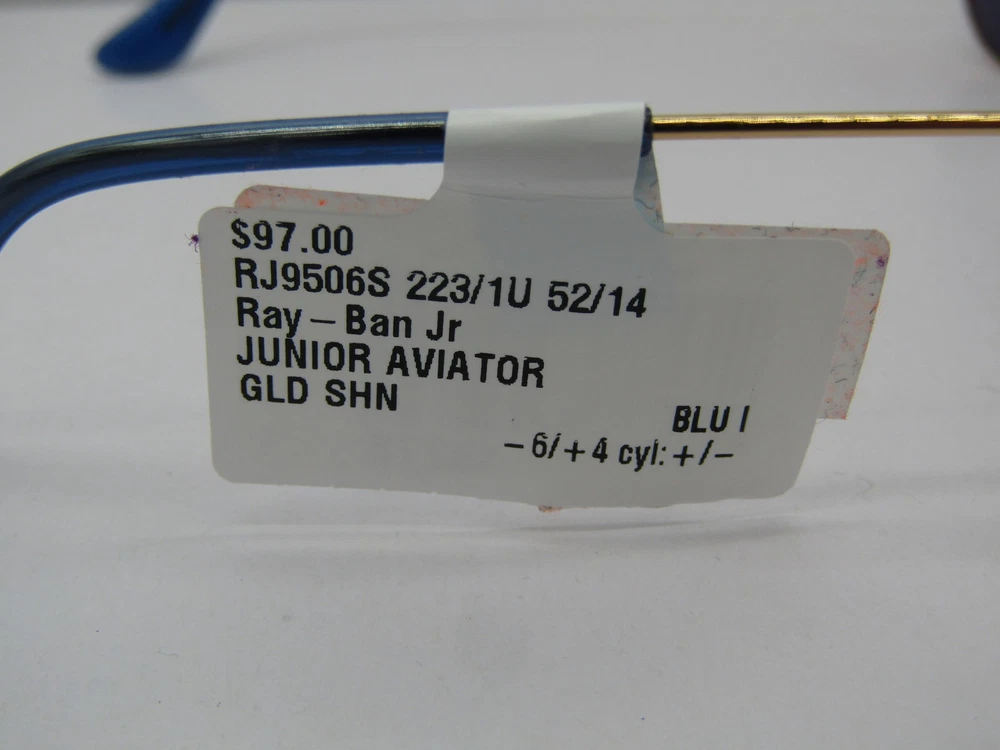 $97.00
RJ9506S 223/1U 52/14
Ray-Ban Jr
JUNIOR AVIATOR
GLD SHN
BLU I
-6/+4 cyl: +/-